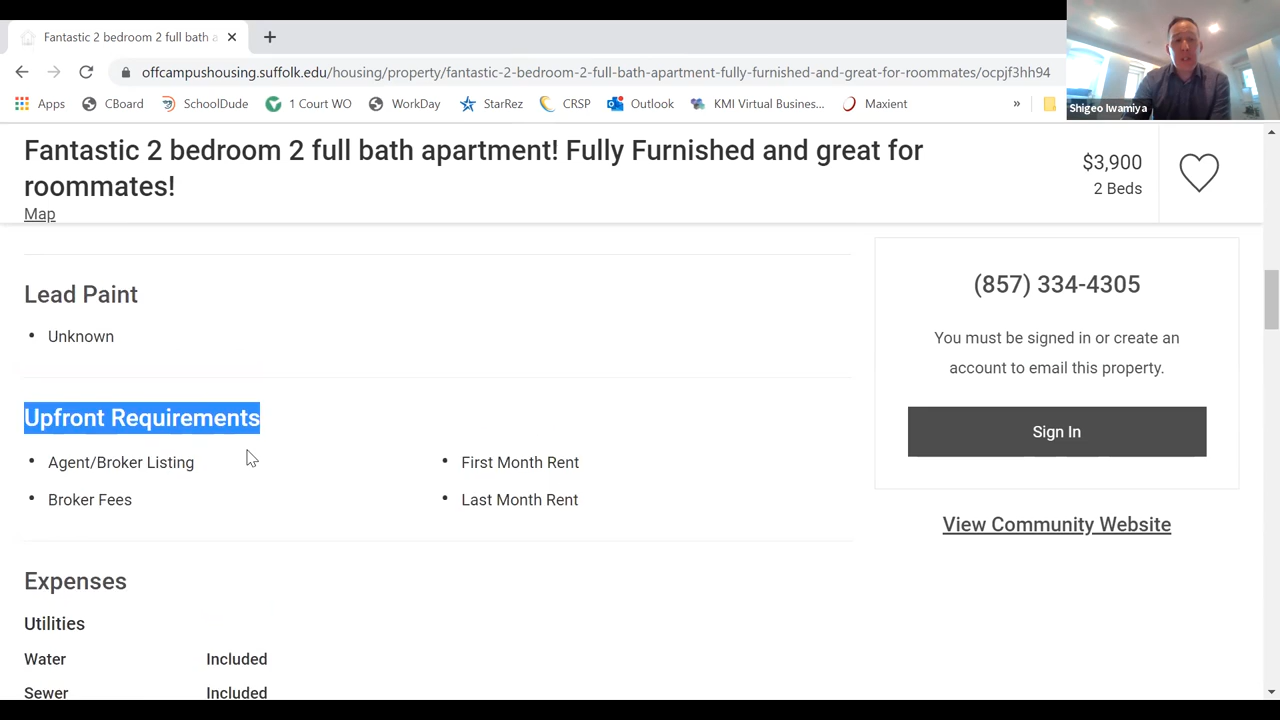 Fantastic 2 bedroom 2 full bath a
offcampushousing.suffolk.edu/housing/property/fantastic-2-bedroom-2-full-bath-apartment-fully-furnished-and-great-for-roommates/ocpjf3hh94
Apps CBoard SchoolDude 1 Court WO WorkDay StarRez CRSP Outlook KMI Virtual Busines... Maxient »
Shigeo Iwamiya
Fantastic 2 bedroom 2 full bath apartment! Fully Furnished and great for
roommates!
Map
$3,900
2 Beds
Lead Paint
• Unknown
Upfront Requirements
• Agent/Broker Listing
• First Month Rent
• Broker Fees
• Last Month Rent
Expenses
Utilities
Water Included
Sewer Included
(857) 334-4305
You must be signed in or create an
account to email this property.
Sign In
View Community Website